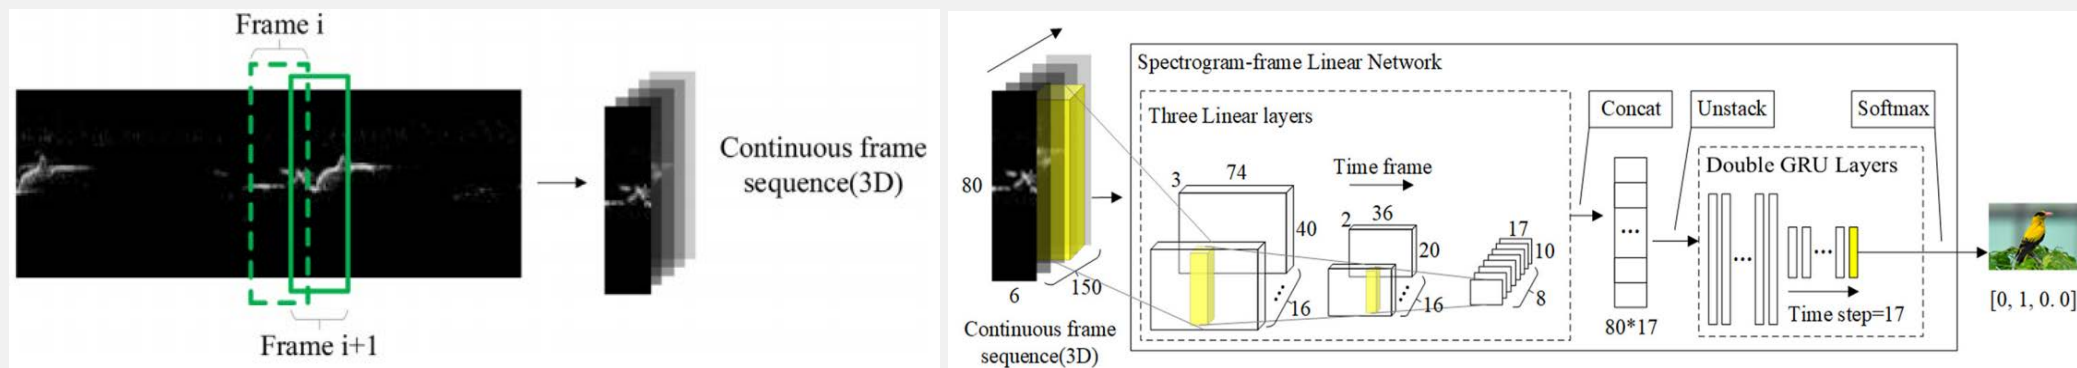 Frame i
Continuous frame
sequence(3D)
Frame i+1
80
6
150
Continuous frame
sequence(3D)
Spectrogram-frame Linear Network
Three Linear layers
3
74
40
16
Time frame
2
36
20
16
17
10
8
Concat
Unstack
Softmax
...
80*17
Double GRU Layers
...
...
Time step=17
[0, 1, 0. 0]